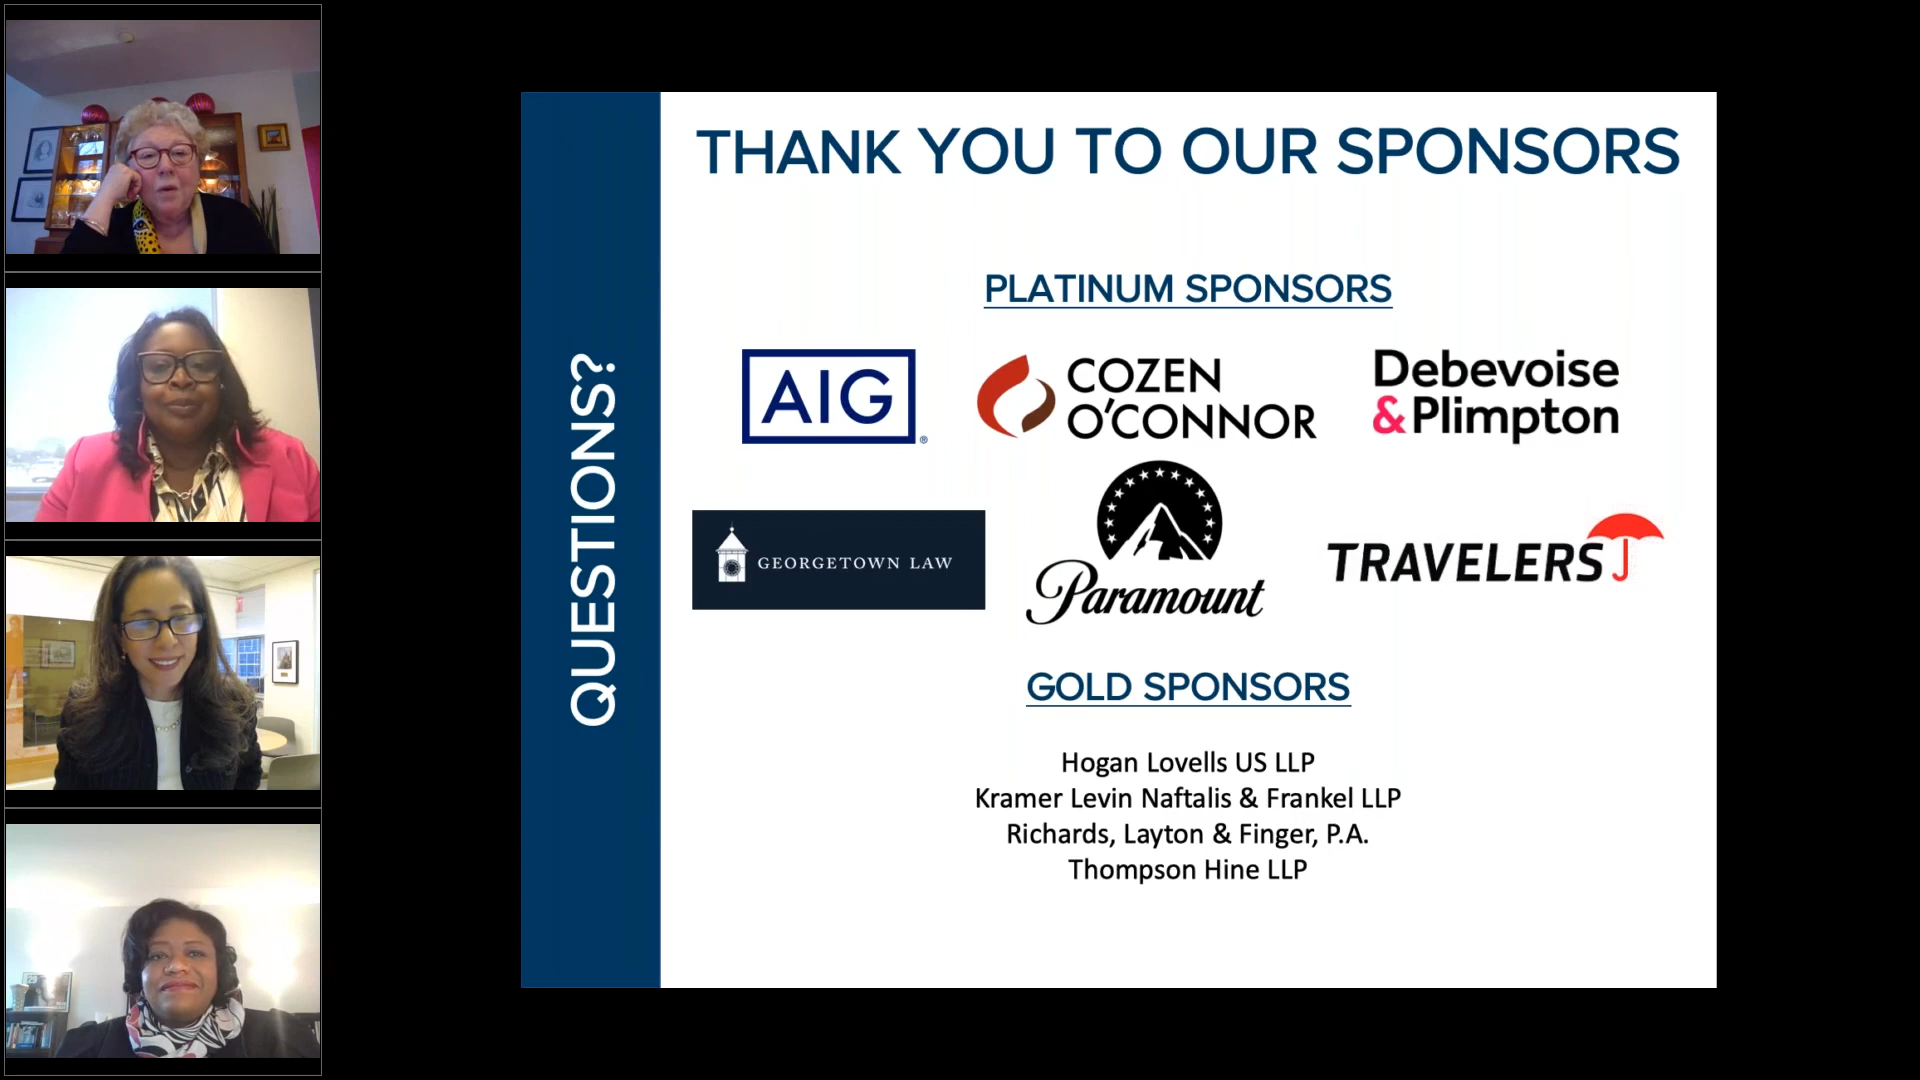 QUESTIONS?
THANK YOU TO OUR SPONSORS
PLATINUM SPONSORS
AIG®
COZEN
O'CONNOR
Debevoise
&Plimpton
GEORGETOWN LAW
Paramount
TRAVELERS
GOLD SPONSORS
Hogan Lovells US LLP
Kramer Levin Naftalis & Frankel LLP
Richards, Layton & Finger, P.A.
Thompson Hine LLP